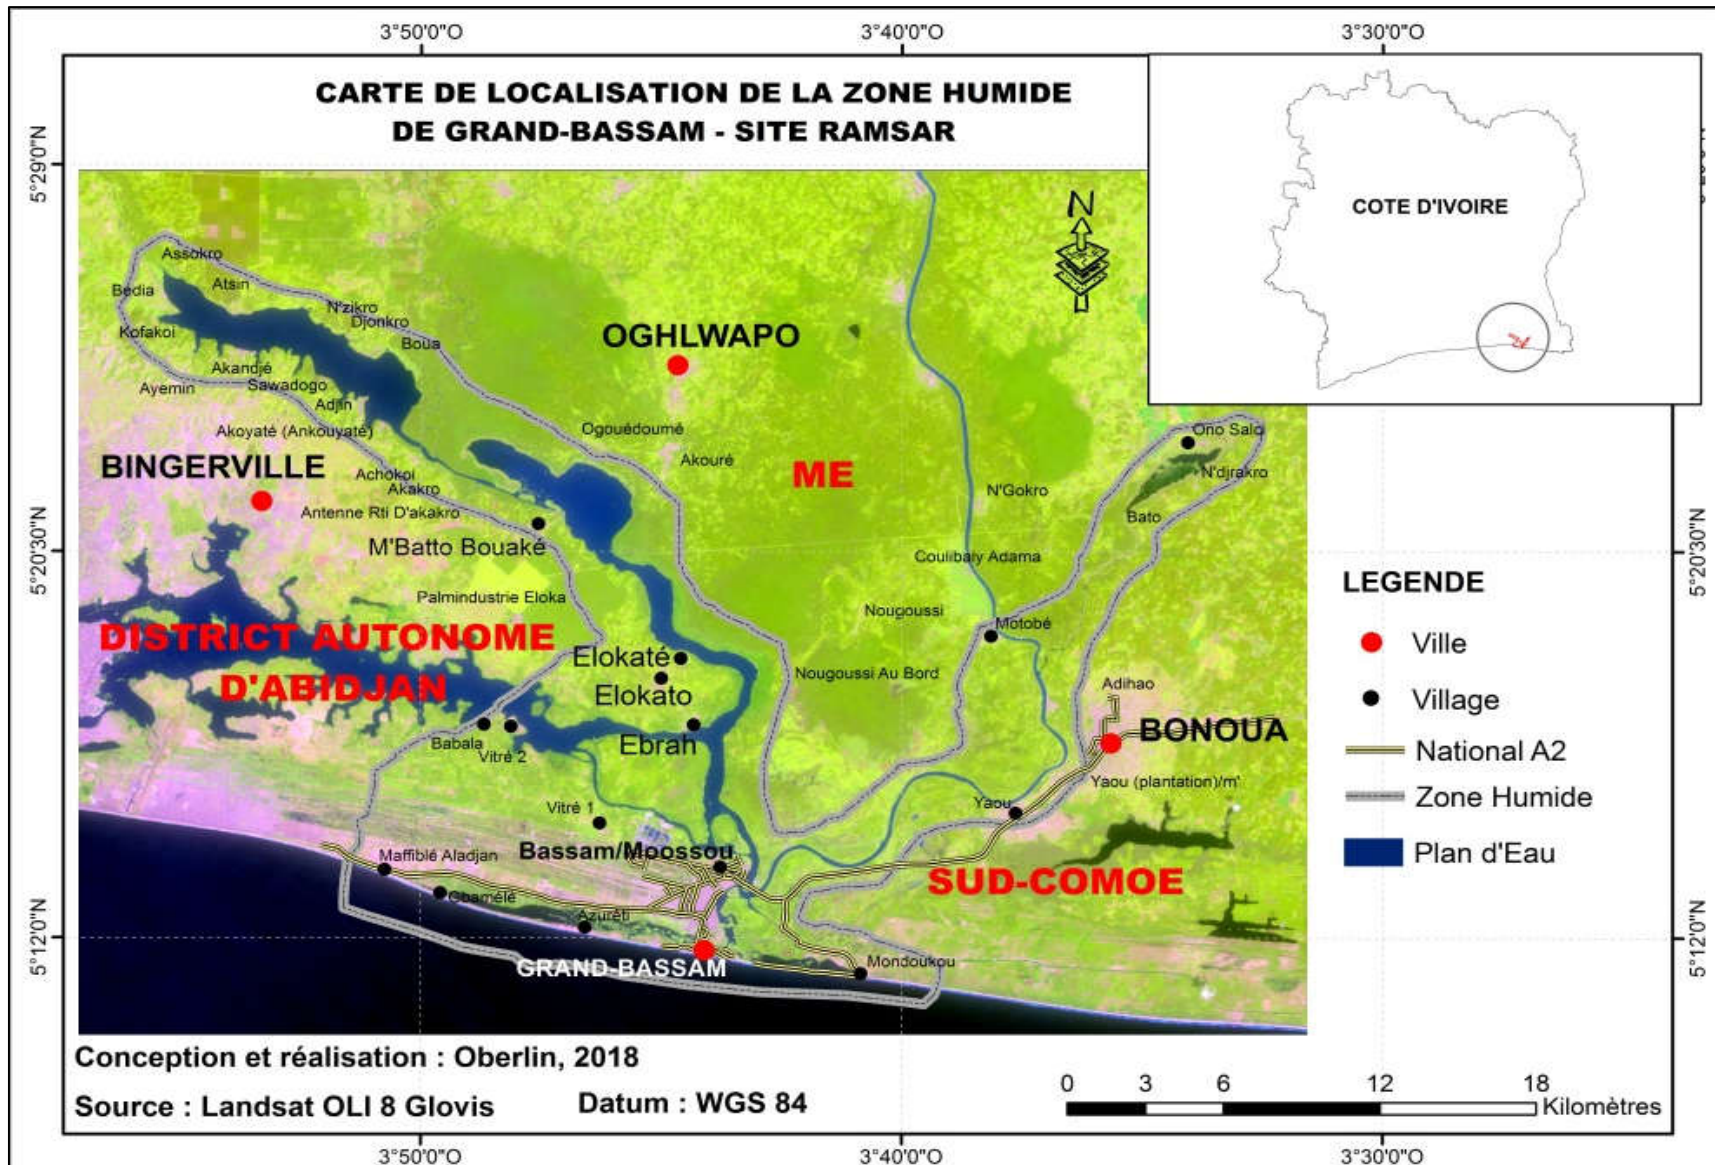 3°50'0"O
3°40'0"O
3°30'0"O
CARTE DE LOCALISATION DE LA ZONE HUMIDE
DE GRAND-BASSAM - SITE RAMSAR
COTE D'IVOIRE
5°29'0"N
N
Assokro
Atsin
Bedia
N'zikro
Djonkro
Kofakoi
Boua
OGHLWAPO
Akandjé
Sawadogo
Ayemin
Adjin
Akoyaté (Ankouyaté)
Ogouédoumé
Ono Salo
BINGERVILLE
Achokoi
Akouré
ME
N'djrakro
Akakro
N'Gokro
Antenne Rti D'akakro
Bato
M'Batto Bouaké
Coulibaly Adama
5°20'30"N
5°20'30"N
Palmindustrie Eloka
Nougoussi
Motobé
DISTRICT AUTONOME
D'ABIDJAN
Elokaté
Elokato
Nougoussi Au Bord
Adihao
Babala
Vitré 2
Ebrah
BONOUA
Yaou (plantation)/m'
Vitré 1
Yaou
Bassam/Moossou
Maffiblé Aladjan
SUD-COMOE
Gbamélé
Azuréti
GRAND-BASSAM
Mondoukou
5°12'0"N
5°12'0"N
LEGENDE
Ville
Village
National A2
Zone Humide
Plan d'Eau
Conception et réalisation : Oberlin, 2018
Source : Landsat OLI 8 Glovis
Datum : WGS 84
0 3 6 12 18
Kilomètres
3°50'0"O
3°40'0"O
3°30'0"O